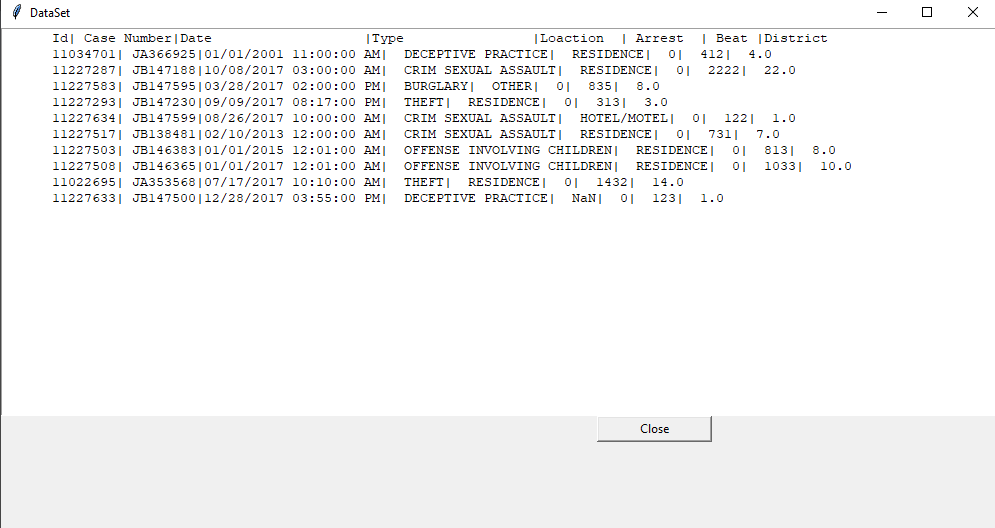 DataSet
Id| Case Number|Date |Type |Loaction | Arrest | Beat |District
11034701| JA366925|01/01/2001 11:00:00 AM| DECEPTIVE PRACTICE| RESIDENCE| 0| 412| 4.0
11227287| JB147188|10/08/2017 03:00:00 AM| CRIM SEXUAL ASSAULT| RESIDENCE| 0| 2222| 22.0
11227583| JB147595|03/28/2017 02:00:00 PM| BURGLARY| OTHER| 0| 835| 8.0
11227293| JB147230|09/09/2017 08:17:00 PM| THEFT| RESIDENCE| 0| 313| 3.0
11227634| JB147599|08/26/2017 10:00:00 AM| CRIM SEXUAL ASSAULT| HOTEL/MOTEL| 0| 122| 1.0
11227517| JB138481|02/10/2013 12:00:00 AM| CRIM SEXUAL ASSAULT| RESIDENCE| 0| 731| 7.0
11227503| JB146383|01/01/2015 12:01:00 AM| OFFENSE INVOLVING CHILDREN| RESIDENCE| 0| 813| 8.0
11227508| JB146365|01/01/2017 12:01:00 AM| OFFENSE INVOLVING CHILDREN| RESIDENCE| 0| 1033| 10.0
11022695| JA353568|07/17/2017 10:10:00 AM| THEFT| RESIDENCE| 0| 1432| 14.0
11227633| JB147500|12/28/2017 03:55:00 PM| DECEPTIVE PRACTICE| NaN| 0| 123| 1.0
Close